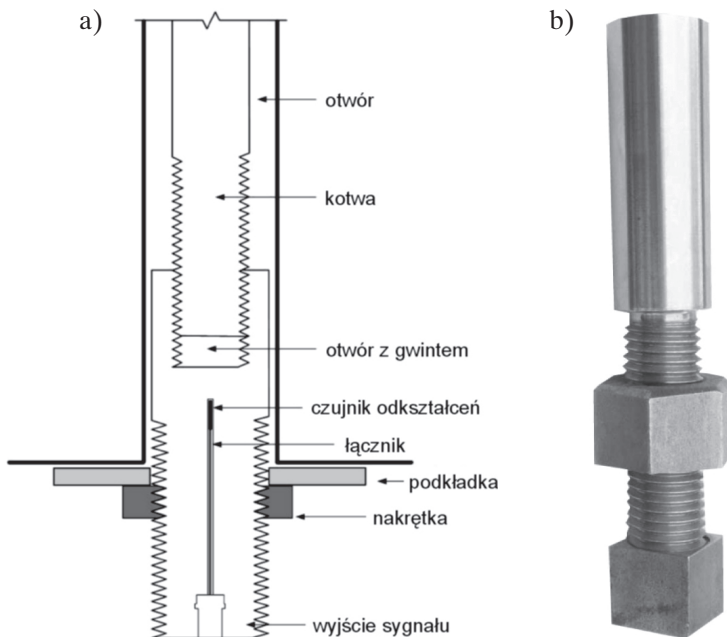 a)
b)
otwór
kotwa
otwór z gwintem
czujnik odkształceń
łącznik
podkładka
nakrętka
wyjście sygnału